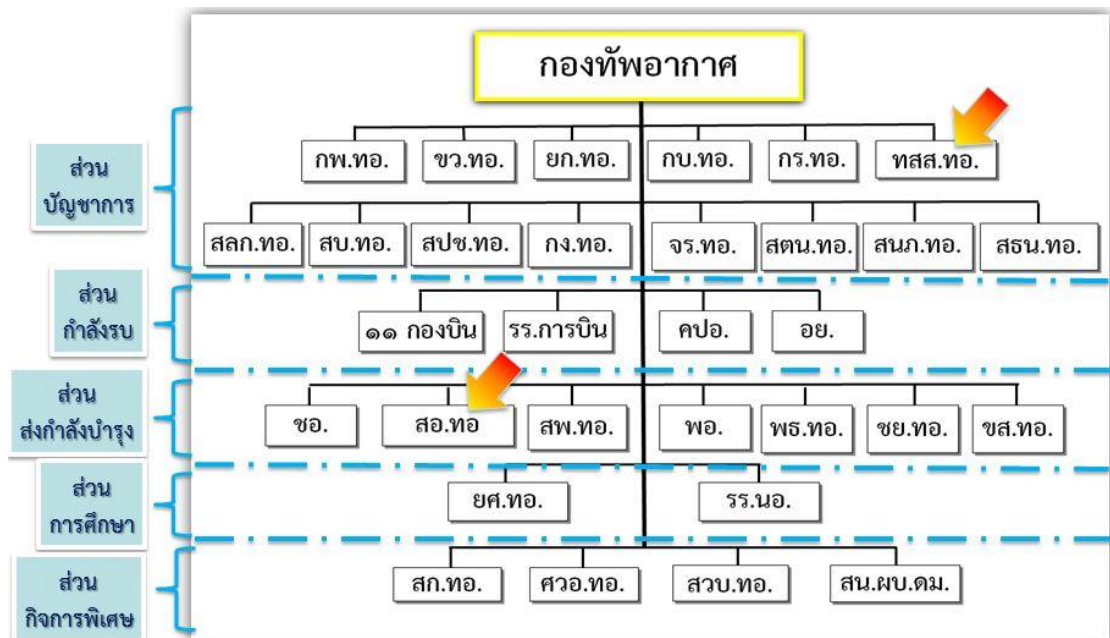 กองทัพอากาศ
ส่วน
บัญชาการ
กพ.ทอ. ขว.ทอ. ยก.ทอ. กบ.ทอ. กร.ทอ. ทสส.ทอ.
สลก.ทอ. สบ.ทอ. สปช.ทอ. กง.ทอ. จร.ทอ. สตน.ทอ. สนภ.ทอ. สธน.ทอ.
ส่วน
กำลังรบ
๑๑ กองบิน รร.การบิน คปอ. อย.
ส่วน
ส่งกำลังบำรุง
ชอ. สอ.ทอ สพ.ทอ. พอ. พธ.ทอ. ชย.ทอ. ขส.ทอ.
ส่วน
การศึกษา
ยศ.ทอ. รร.นอ.
ส่วน
กิจการพิเศษ
สก.ทอ. ศวอ.ทอ. สวบ.ทอ. สน.ผบ.ดม.